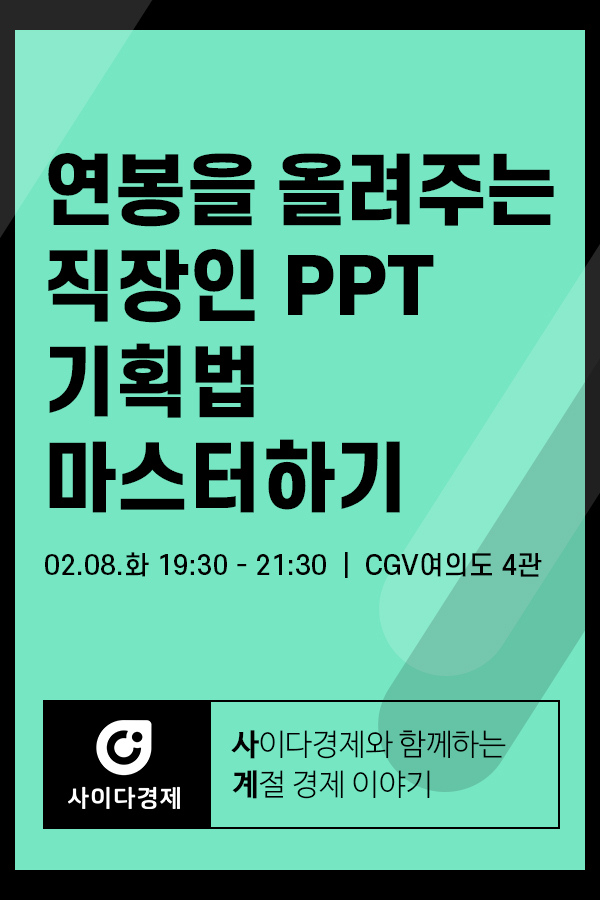 연봉을 올려주는
직장인 PPT
기획법
마스터하기
02.08.화 19:30 - 21:30 | CGV여의도 4관
사이다경제
사이다경제와 함께하는
계절 경제 이야기